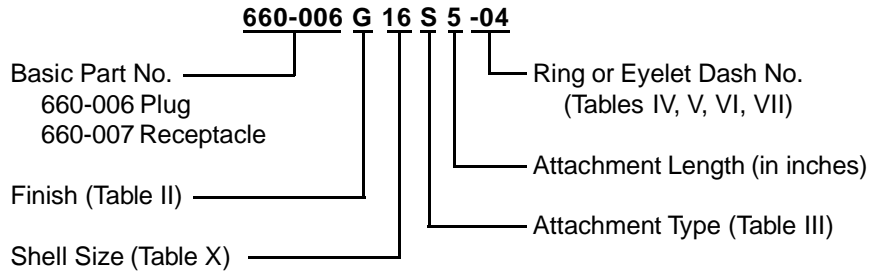 660-006 G 16 S 5 -04
Basic Part No.
660-006 Plug
660-007 Receptacle
Finish (Table II)
Shell Size (Table X)
Ring or Eyelet Dash No.
(Tables IV, V, VI, VII)
Attachment Length (in inches)
Attachment Type (Table III)